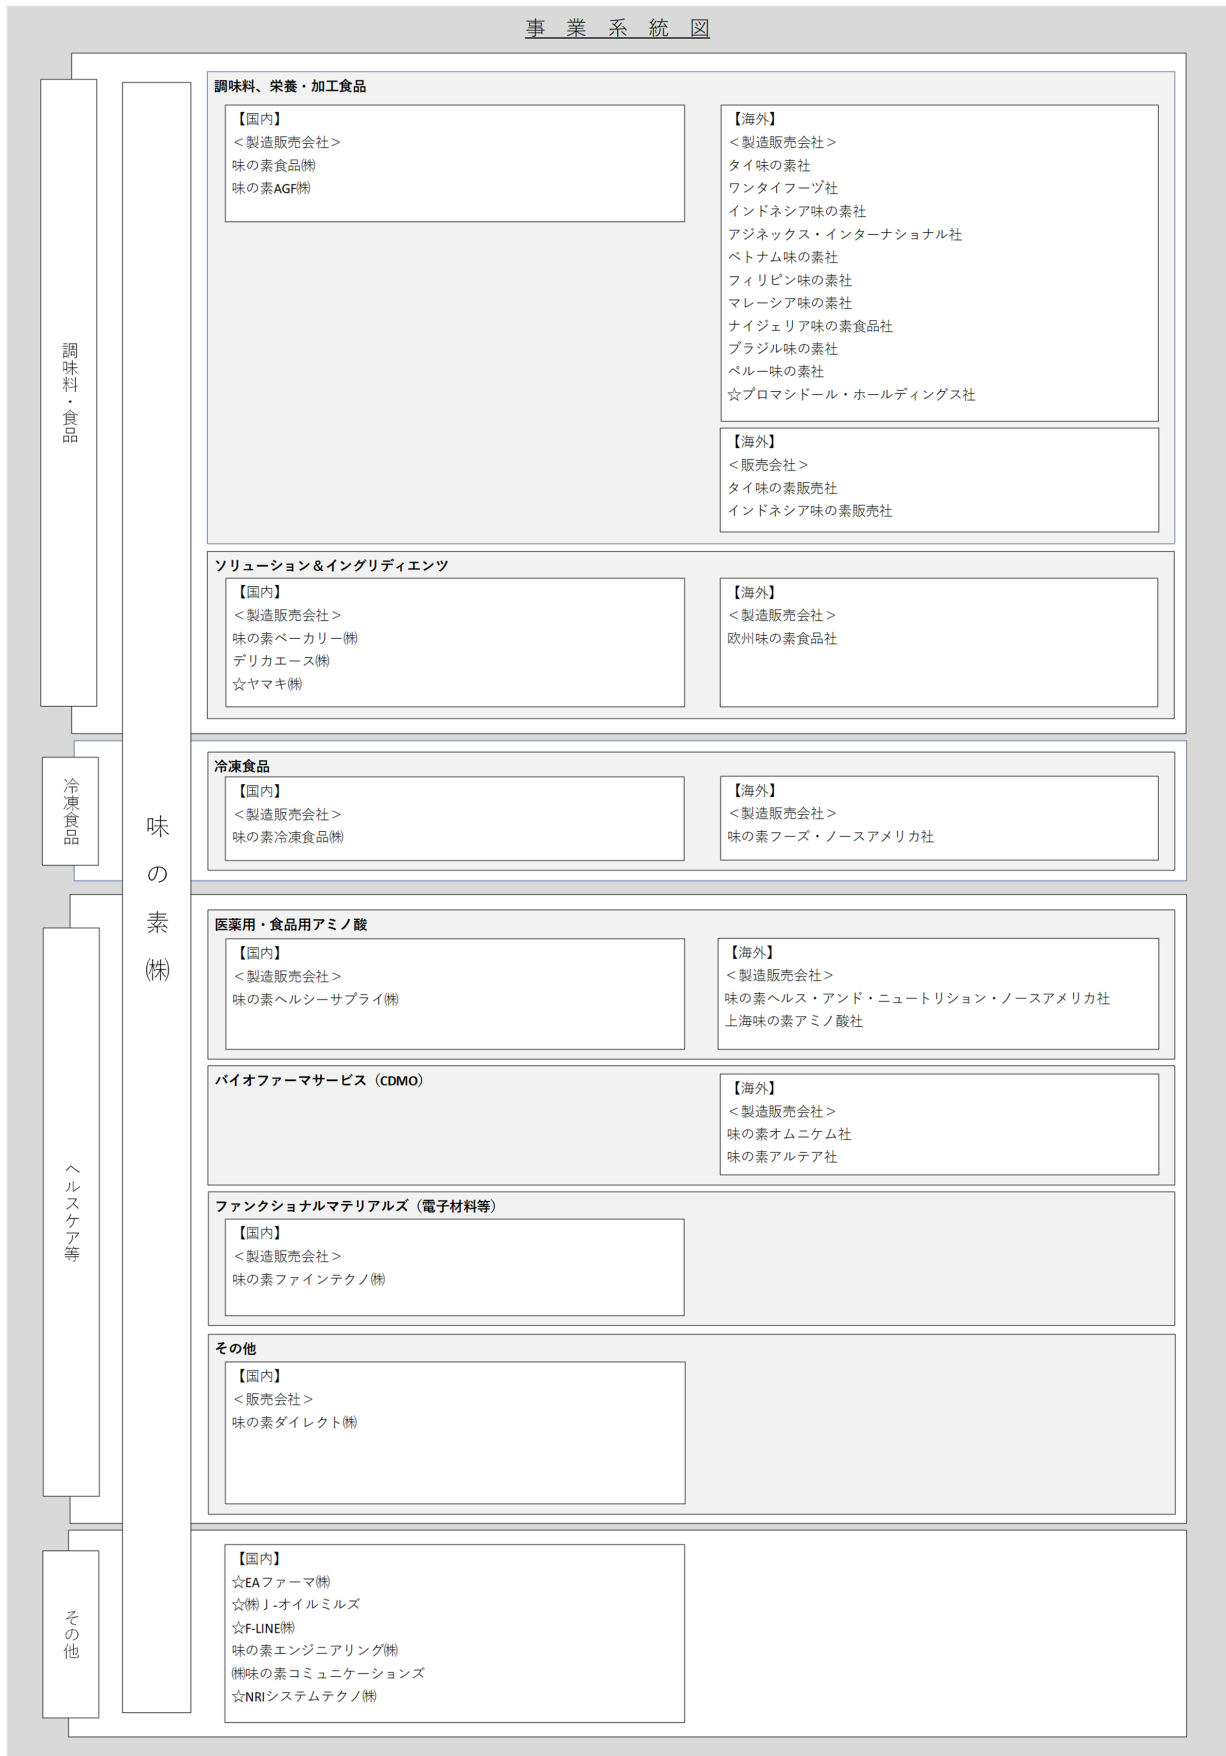 事業系統図
調味料・食品
味の素㈱
調味料、栄養・加工食品
【国内】
＜製造販売会社＞
味の素食品㈱
味の素AGF㈱
【海外】
＜製造販売会社＞
タイ味の素社
ワンタイフーヅ社
インドネシア味の素社
アジネックス・インターナショナル社
ベトナム味の素社
フィリピン味の素社
マレーシア味の素社
ナイジェリア味の素食品社
ブラジル味の素社
ペルー味の素社
☆プロマシドール・ホールディングス社
【海外】
＜販売会社＞
タイ味の素販売社
インドネシア味の素販売社
ソリューション＆イングリディエンツ
【国内】
＜製造販売会社＞
味の素ベーカリー㈱
デリカエース㈱
☆ヤマキ㈱
【海外】
＜製造販売会社＞
欧州味の素食品社
冷凍食品
冷凍食品
【国内】
＜製造販売会社＞
味の素冷凍食品㈱
【海外】
＜製造販売会社＞
味の素フーズ・ノースアメリカ社
ヘルスケア等
医薬用・食品用アミノ酸
【国内】
＜製造販売会社＞
味の素ヘルシーサプライ㈱
【海外】
＜製造販売会社＞
味の素ヘルス・アンド・ニュートリション・ノースアメリカ社
上海味の素アミノ酸社
バイオファーマサービス（CDMO）
【海外】
＜製造販売会社＞
味の素オムニケム社
味の素アルテア社
ファンクショナルマテリアルズ（電子材料等）
【国内】
＜製造販売会社＞
味の素ファインテクノ㈱
その他
【国内】
＜販売会社＞
味の素ダイレクト㈱
その他
【国内】
☆EAファーマ㈱
☆㈱Ｊ-オイルミルズ
☆F-LINE㈱
味の素エンジニアリング㈱
㈱味の素コミュニケーションズ
☆NRIシステムテクノ㈱